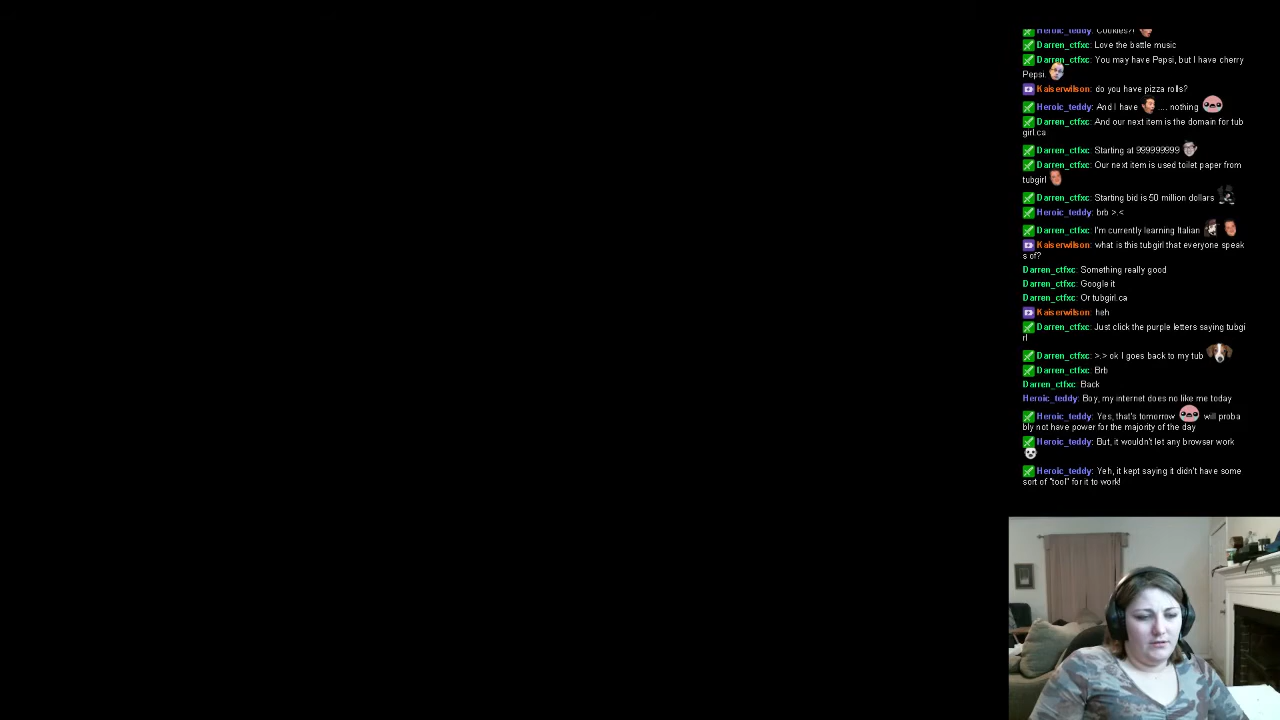 Heroic_teddy: Cookies?!
Darren_ctfxc: Love the battle music
Darren_ctfxc: You may have Pepsi, but I have cherry
Pepsi.
Kaiserwilson: do you have pizza rolls?
Heroic_teddy: And I have ... nothing
Darren_ctfxc: And our next item is the domain for tub
girl.ca
Darren_ctfxc: Starting at 999999999
Darren_ctfxc: Our next item is used toilet paper from
tubgirl
Darren_ctfxc: Starting bid is 50 million dollars
Heroic_teddy: brb >.<
Darren_ctfxc: I'm currently learning Italian
Kaiserwilson: what is this tubgirl that everyone speak
s of?
Darren_ctfxc: Something really good
Darren_ctfxc: Google it
Darren_ctfxc: Or tubgirl.ca
Kaiserwilson: heh
Darren_ctfxc: Just click the purple letters saying tubgi
rl
Darren_ctfxc: >.> ok I goes back to my tub
Darren_ctfxc: Brb
Darren_ctfxc: Back
Heroic_teddy: Boy, my internet does no like me today
Heroic_teddy: Yes, that's tomorrow will proba
bly not have power for the majority of the day
Heroic_teddy: But, it wouldn't let any browser work
Heroic_teddy: Yeh, it kept saying it didn't have some
sort of "tool" for it to work!